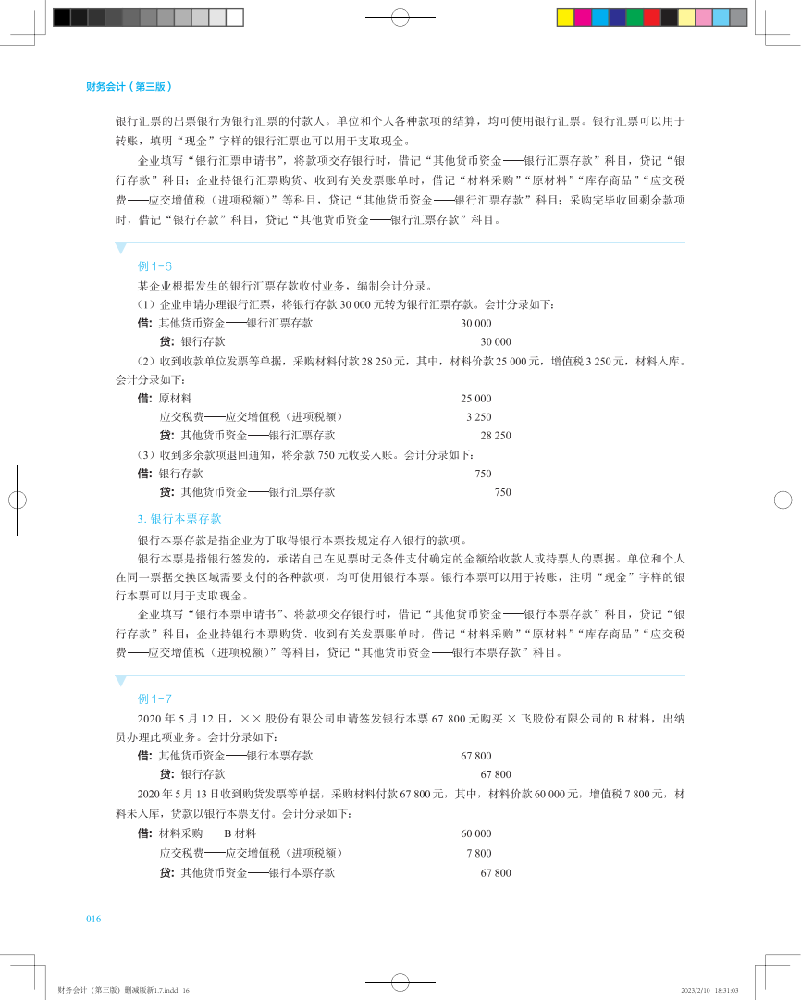 财务会计（第三版）
银行汇票的出票银行为银行汇票的付款人。单位和个人各种款项的结算，均可使用银行汇票。银行汇票可以用于
转账，填明“现金”字样的银行汇票也可以用于支取现金。
企业填写“银行汇票申请书”，将款项交存银行时，借记“其他货币资金——银行汇票存款”科目，贷记“银
行存款”科目；企业持银行汇票购货、收到有关发票账单时，借记“材料采购”“原材料”“库存商品”“应交税
费——应交增值税（进项税额）”等科目，贷记“其他货币资金——银行汇票存款”科目；采购完毕收回剩余款项
时，借记“银行存款”科目，贷记“其他货币资金——银行汇票存款”科目。
例 1-6
某企业根据发生的银行汇票存款收付业务，编制会计分录。
（1）企业申请办理银行汇票，将银行存款 30 000 元转为银行汇票存款。会计分录如下：
借：其他货币资金——银行汇票存款 30 000
贷：银行存款 30 000
（2）收到收款单位发票等单据，采购材料付款 28 250 元，其中，材料价款 25 000 元，增值税 3 250 元，材料入库。
会计分录如下：
借：原材料 25 000
应交税费——应交增值税（进项税额） 3 250
贷：其他货币资金——银行汇票存款 28 250
（3）收到多余款项退回通知，将余款 750 元收妥入账。会计分录如下：
借：银行存款 750
贷：其他货币资金——银行汇票存款 750
3. 银行本票存款
银行本票存款是指企业为了取得银行本票按规定存入银行的款项。
银行本票是指银行签发的，承诺自己在见票时无条件支付确定的金额给收款人或持票人的票据。单位和个人
在同一票据交换区域需要支付的各种款项，均可使用银行本票。银行本票可以用于转账，注明“现金”字样的银
行本票可以用于支取现金。
企业填写“银行本票申请书”、将款项交存银行时，借记“其他货币资金——银行本票存款”科目，贷记“银
行存款”科目；企业持银行本票购货、收到有关发票账单时，借记“材料采购”“原材料”“库存商品”“应交税
费——应交增值税（进项税额）”等科目，贷记“其他货币资金——银行本票存款”科目。
例 1-7
2020 年 5 月 12 日，×× 股份有限公司申请签发银行本票 67 800 元购买 × 飞股份有限公司的 B 材料，出纳
员办理此项业务。会计分录如下：
借：其他货币资金——银行本票存款 67 800
贷：银行存款 67 800
2020 年 5 月 13 日收到购货发票等单据，采购材料付款 67 800 元，其中，材料价款 60 000 元，增值税 7 800 元，材
料未入库，货款以银行本票支付。会计分录如下：
借：材料采购——B 材料 60 000
应交税费——应交增值税（进项税额） 7 800
贷：其他货币资金——银行本票存款 67 800
016
财务会计（第三版）删减版新1.7.indd 16 2023/2/10 18:31:03